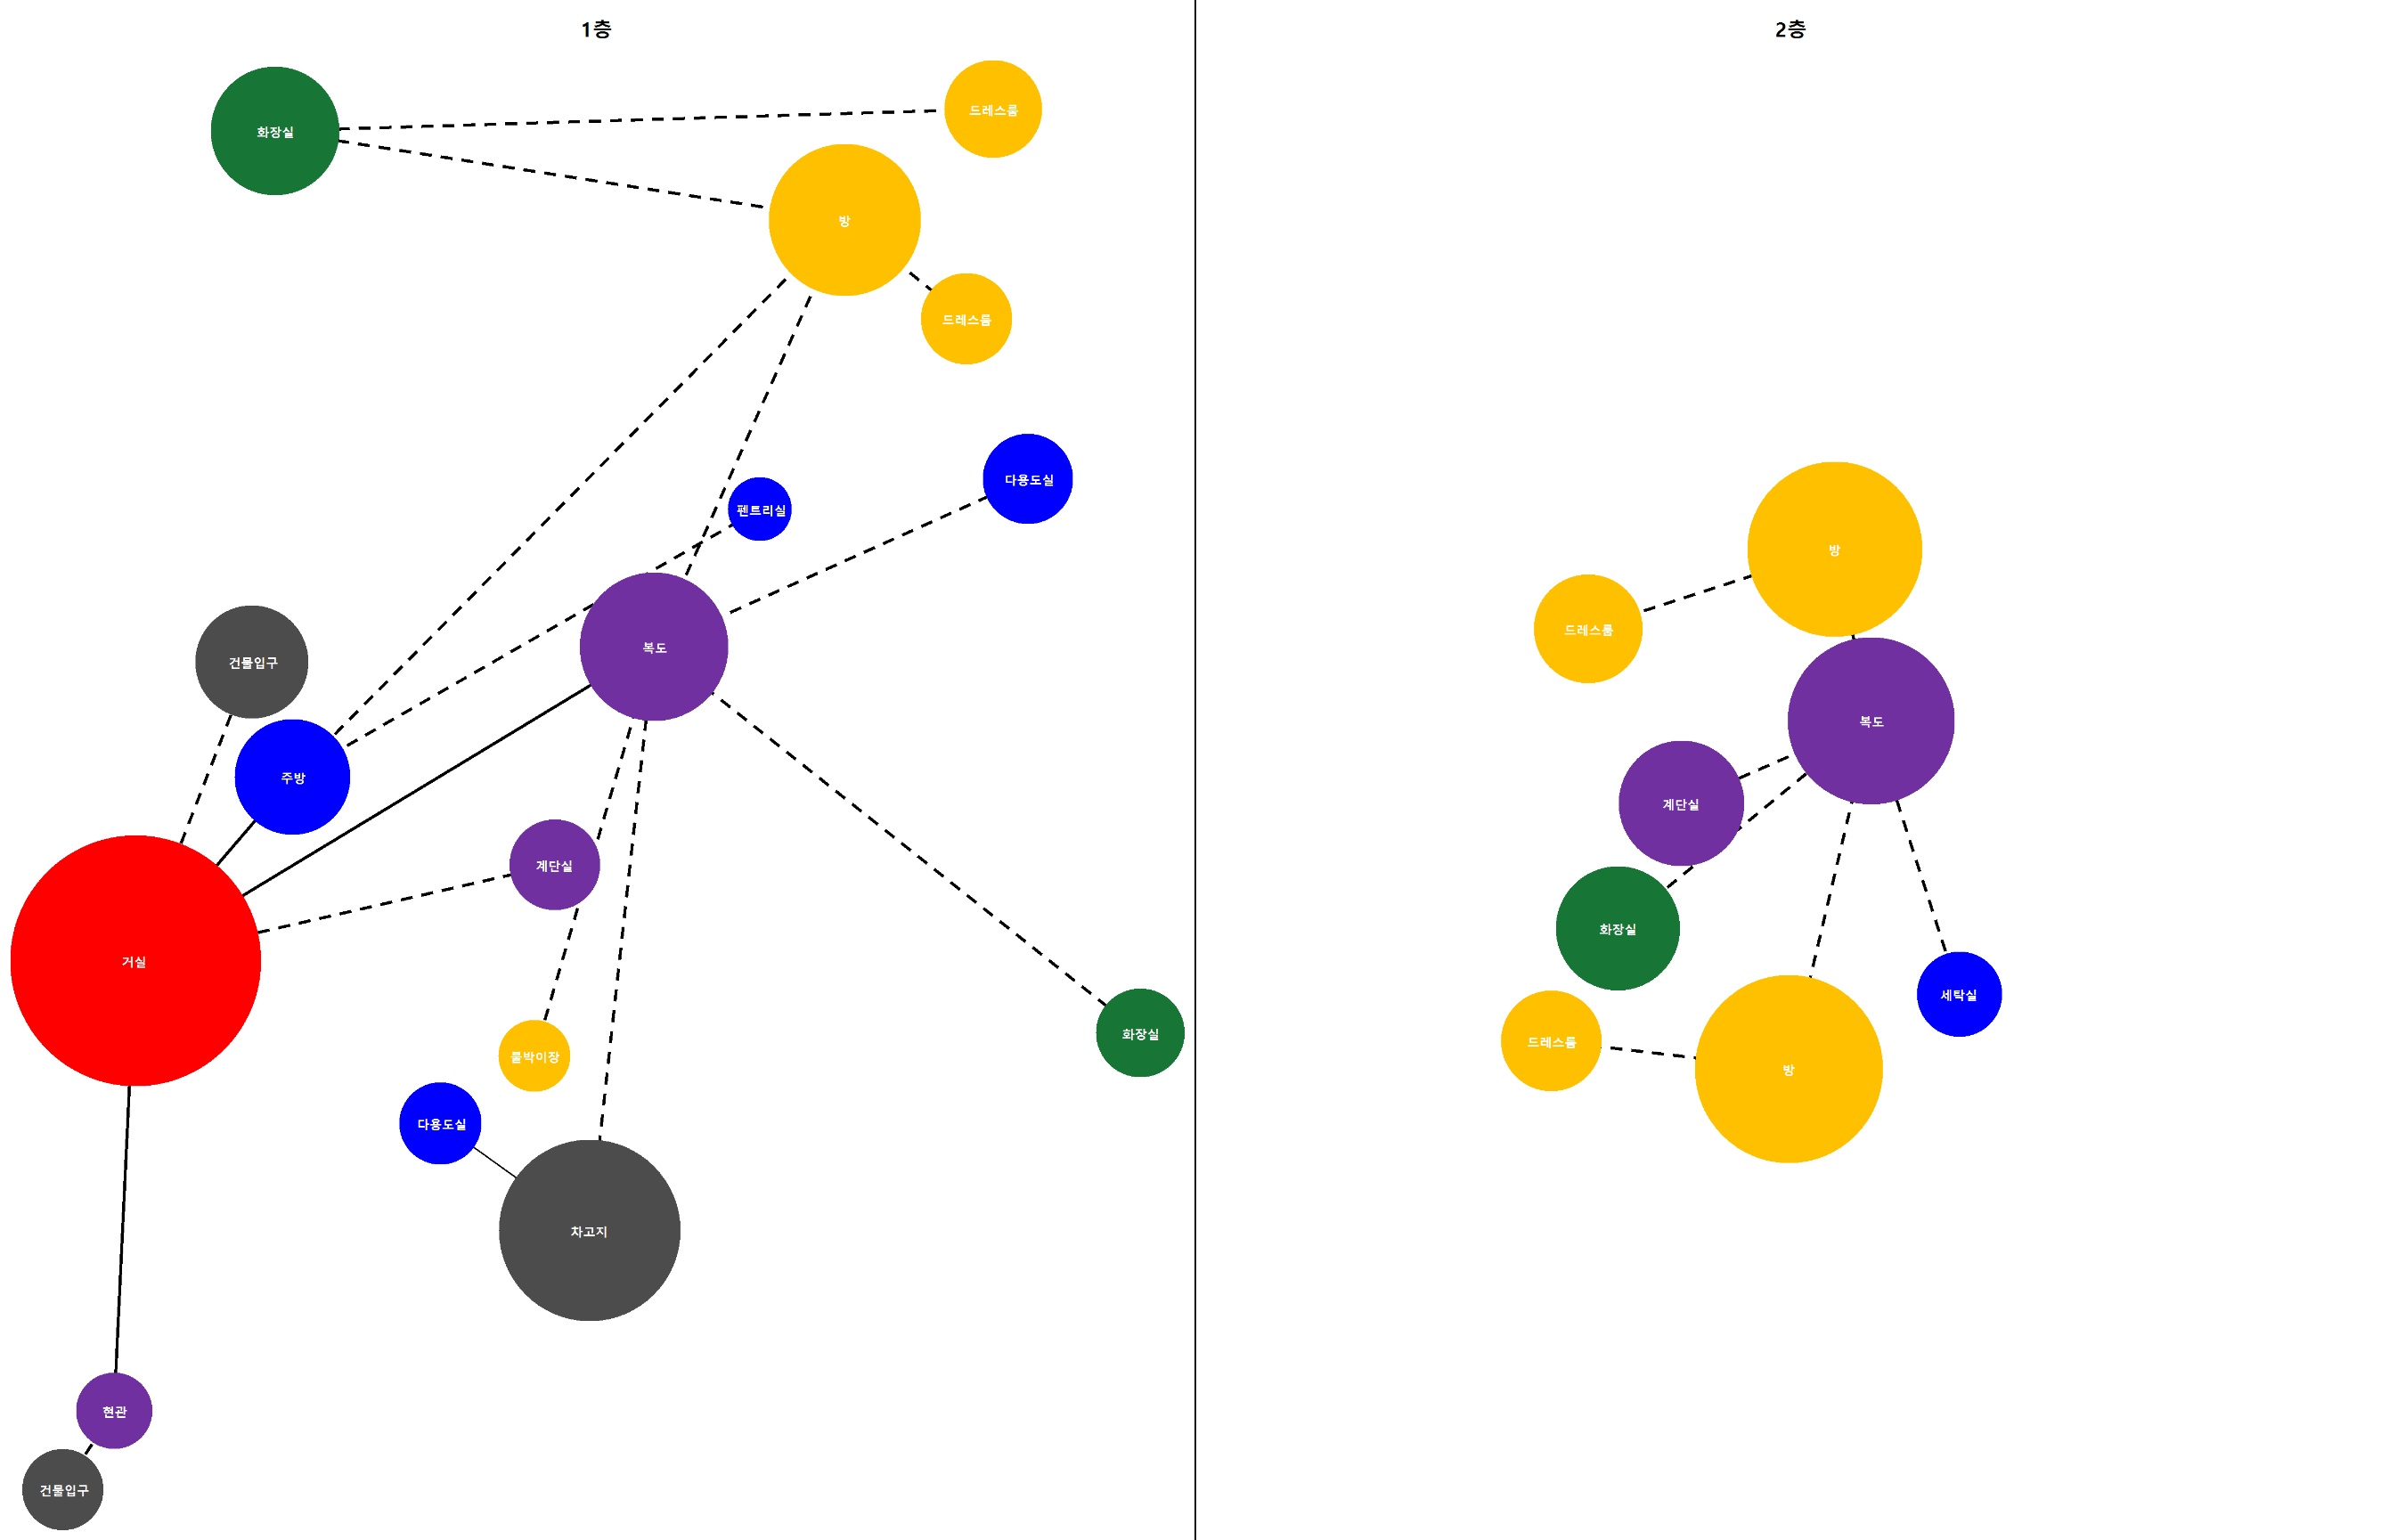 1층
화장실
드레스룸
방
드레스룸
다용도실
펜트리실
복도
건물입구
주방
계단실
거실
화장실
붙박이장
다용도실
차고지
현관
건물입구
2층
방
드레스룸
복도
계단실
화장실
세탁실
드레스룸
방